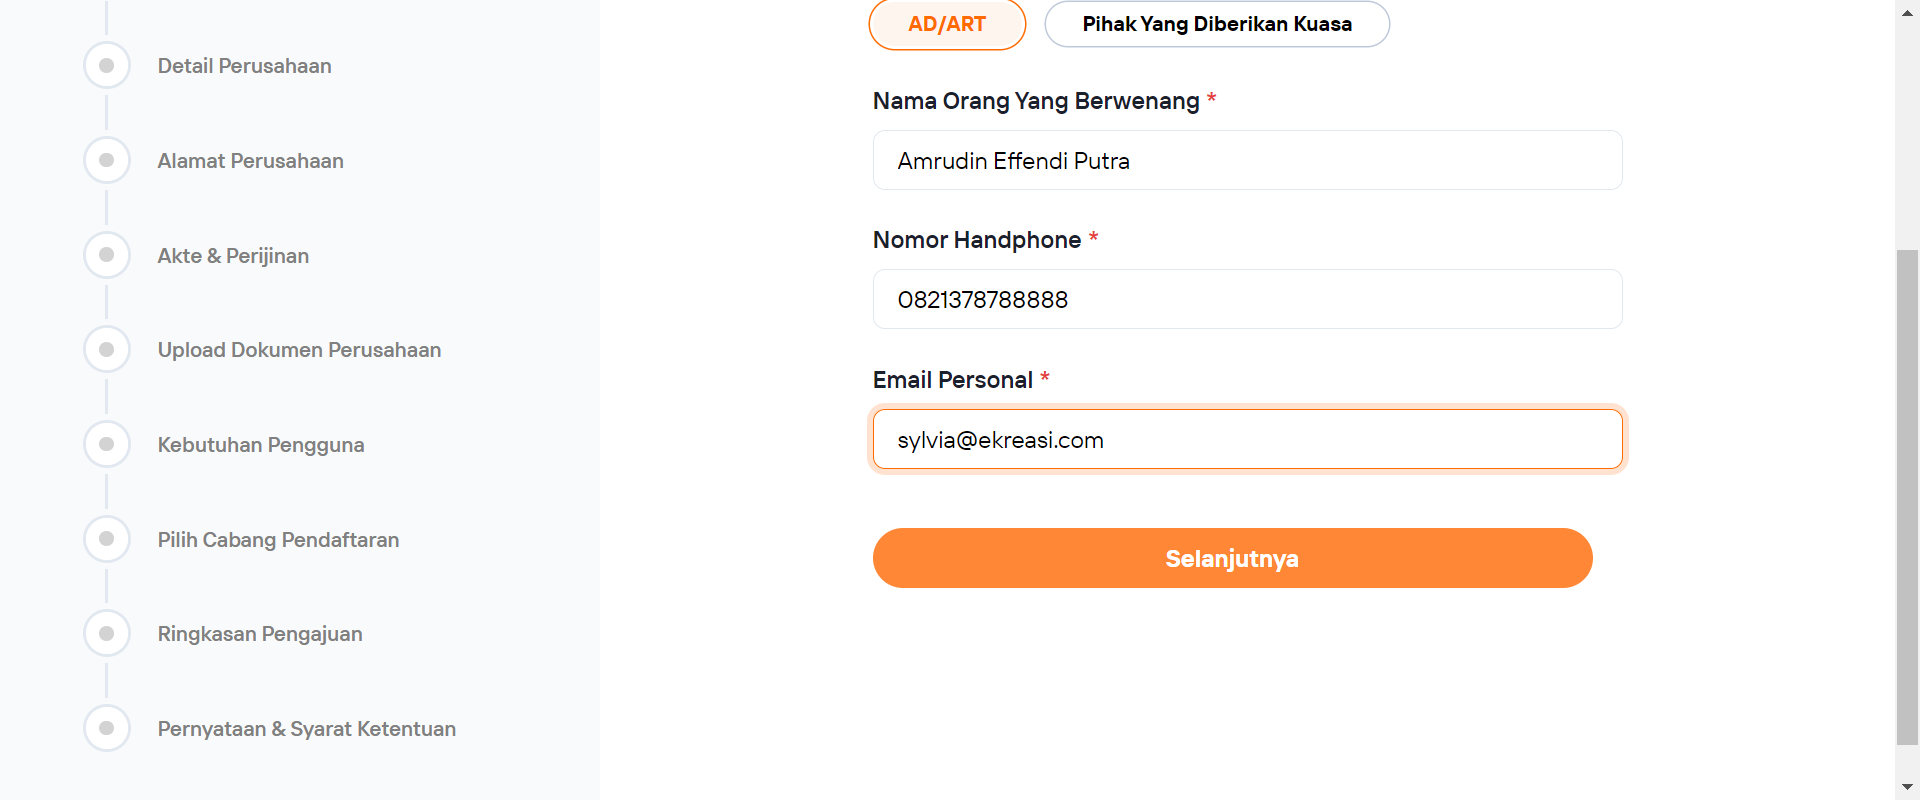 AD/ART
Pihak Yang Diberikan Kuasa
Detail Perusahaan
Alamat Perusahaan
Akte & Perijinan
Upload Dokumen Perusahaan
Kebutuhan Pengguna
Pilih Cabang Pendaftaran
Ringkasan Pengajuan
Pernyataan & Syarat Ketentuan
Nama Orang Yang Berwenang *
Amrudin Effendi Putra
Nomor Handphone *
0821378788888
Email Personal *
sylvia@ekreasi.com
Selanjutnya